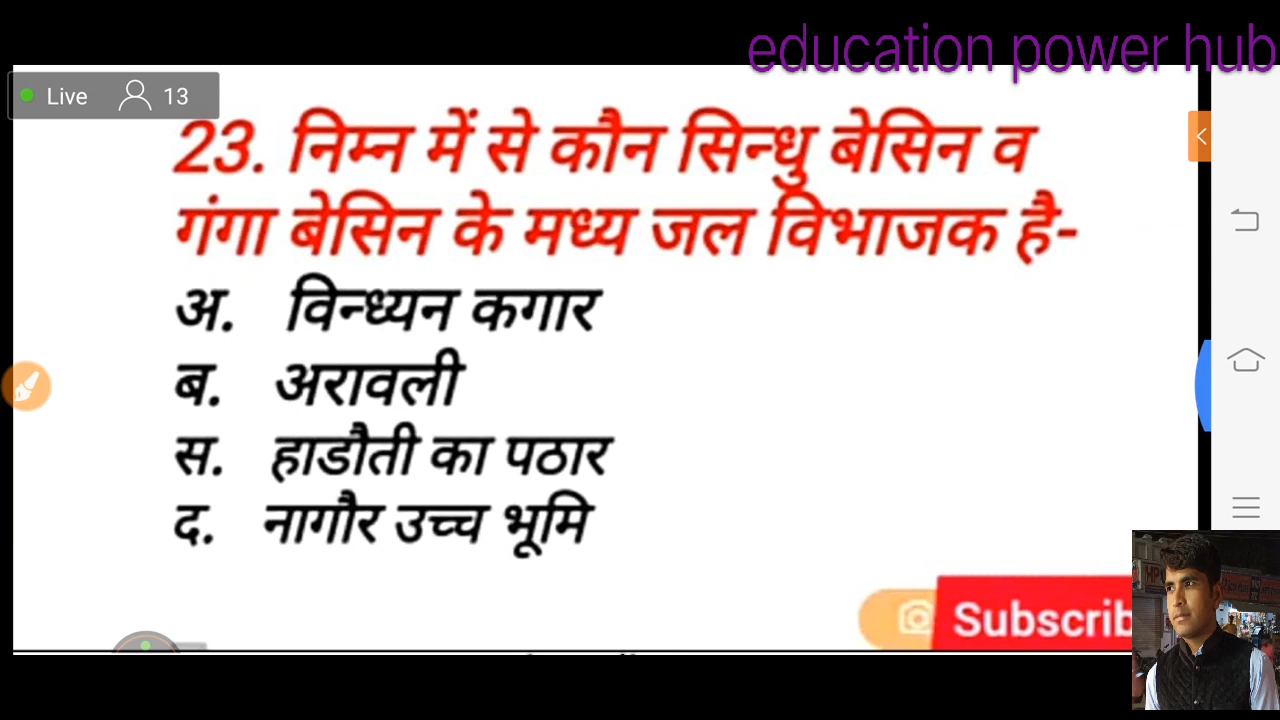 education power hub
Live 13
23. निम्न में से कौन सिन्धु बेसिन व
गंगा बेसिन के मध्य जल विभाजक है-
अ. विन्ध्यन कगार
ब. अरावली
स. हाडौती का पठार
द. नागौर उच्च भूमि
Subscrib